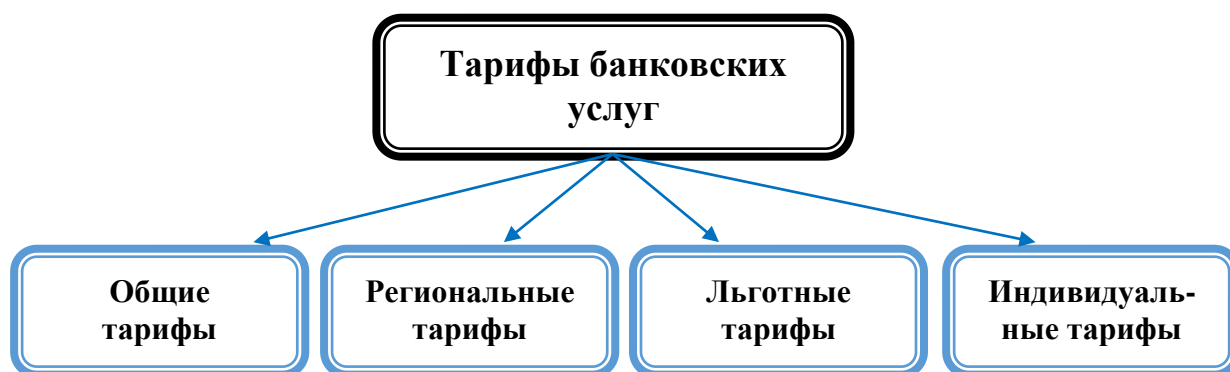 Тарифы банковских
услуг
Общие
тарифы
Региональные
тарифы
Льготные
тарифы
Индивидуаль-
ные тарифы